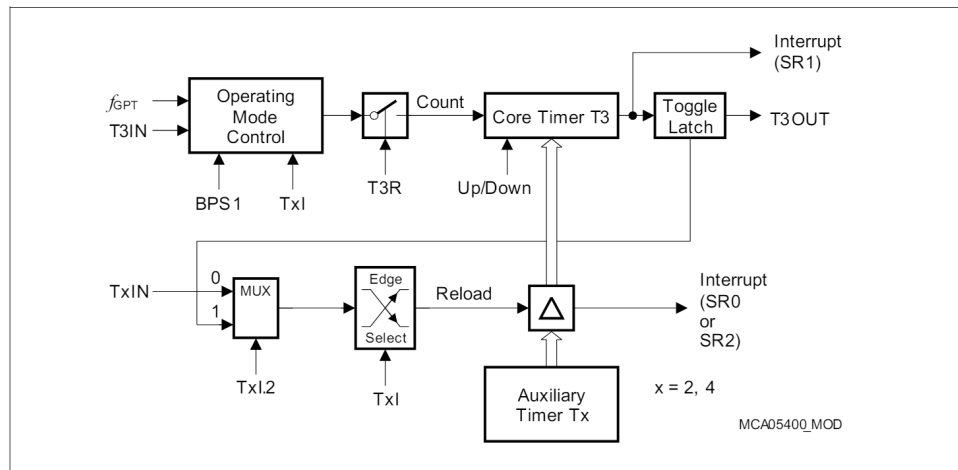 Interrupt
(SR1)
fGPT
T3IN
Operating
Mode
Control
Count
Core Timer T3
Toggle
Latch
T3OUT
BPS1
TxI
T3R
Up/Down
TxIN
0
1
MUX
Edge
Select
Reload
Δ
Interrupt
(SR0
or
SR2)
TxI.2
TxI
Auxiliary
Timer Tx
x = 2, 4
MCA05400_MOD